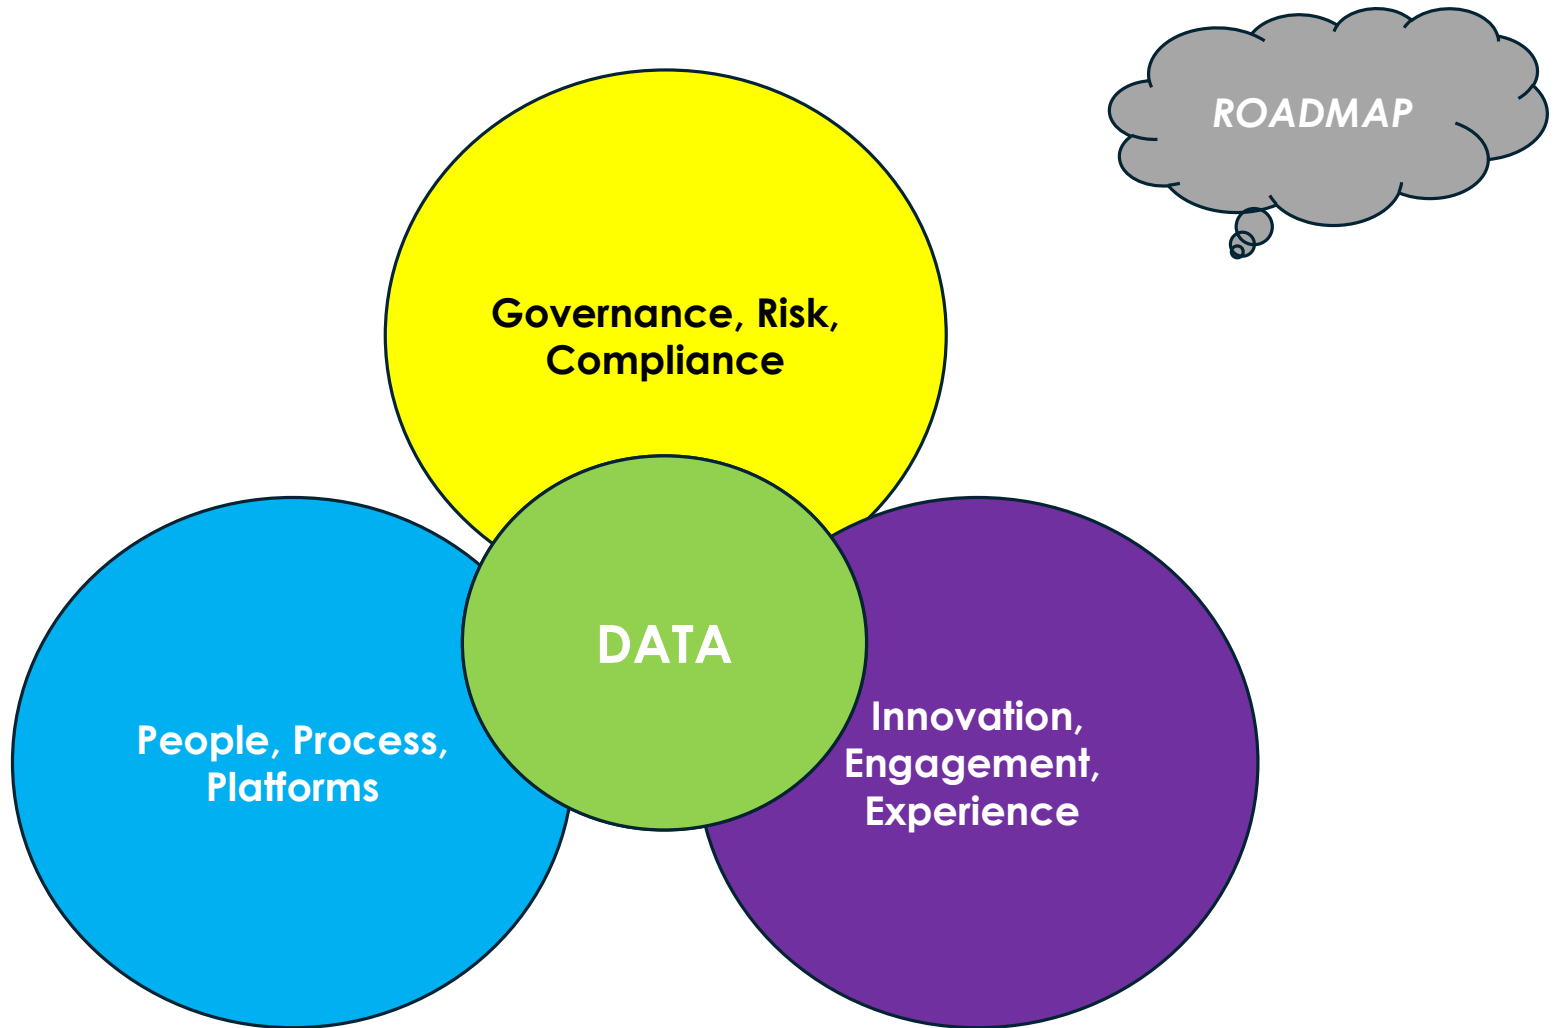 ROADMAP
Governance, Risk,
Compliance
DATA
People, Process,
Platforms
Innovation,
Engagement,
Experience